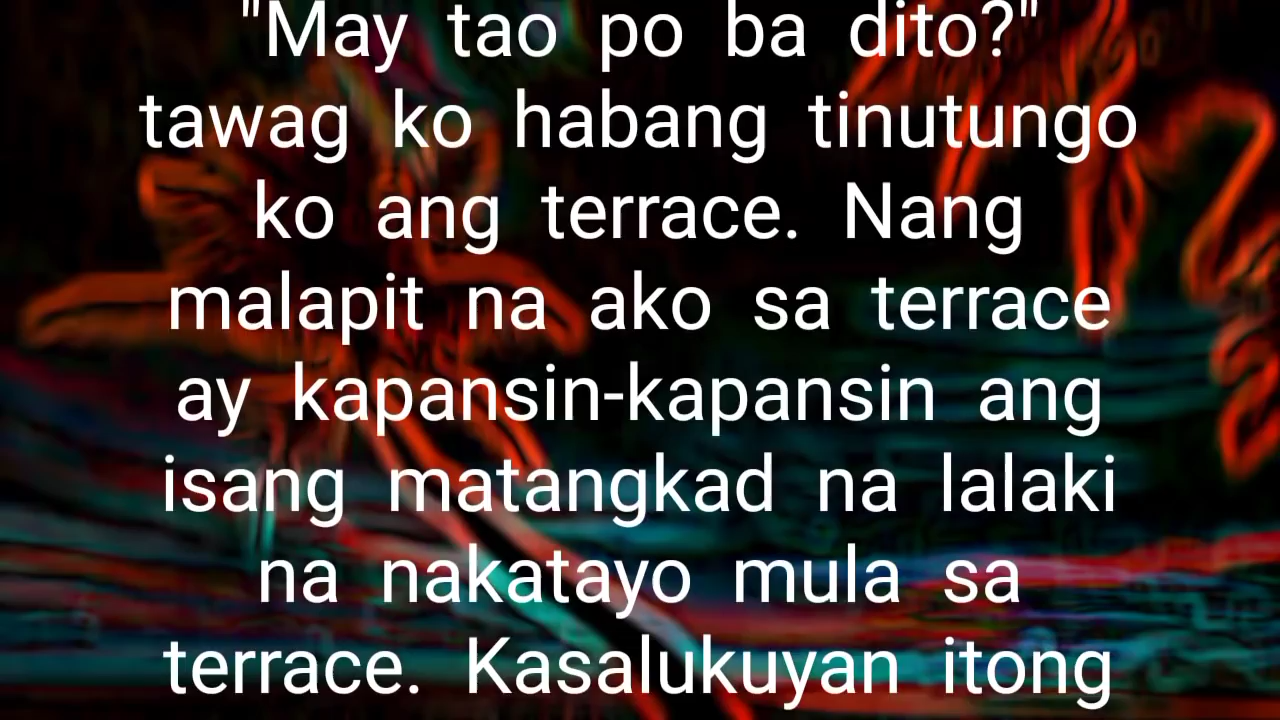 "May tao po ba dito?"
tawag ko habang tinutungo
ko ang terrace. Nang
malapit na ako sa terrace
ay kapansin-kapansin ang
isang matangkad na lalaki
na nakatayo mula sa
terrace. Kasalukuyan itong